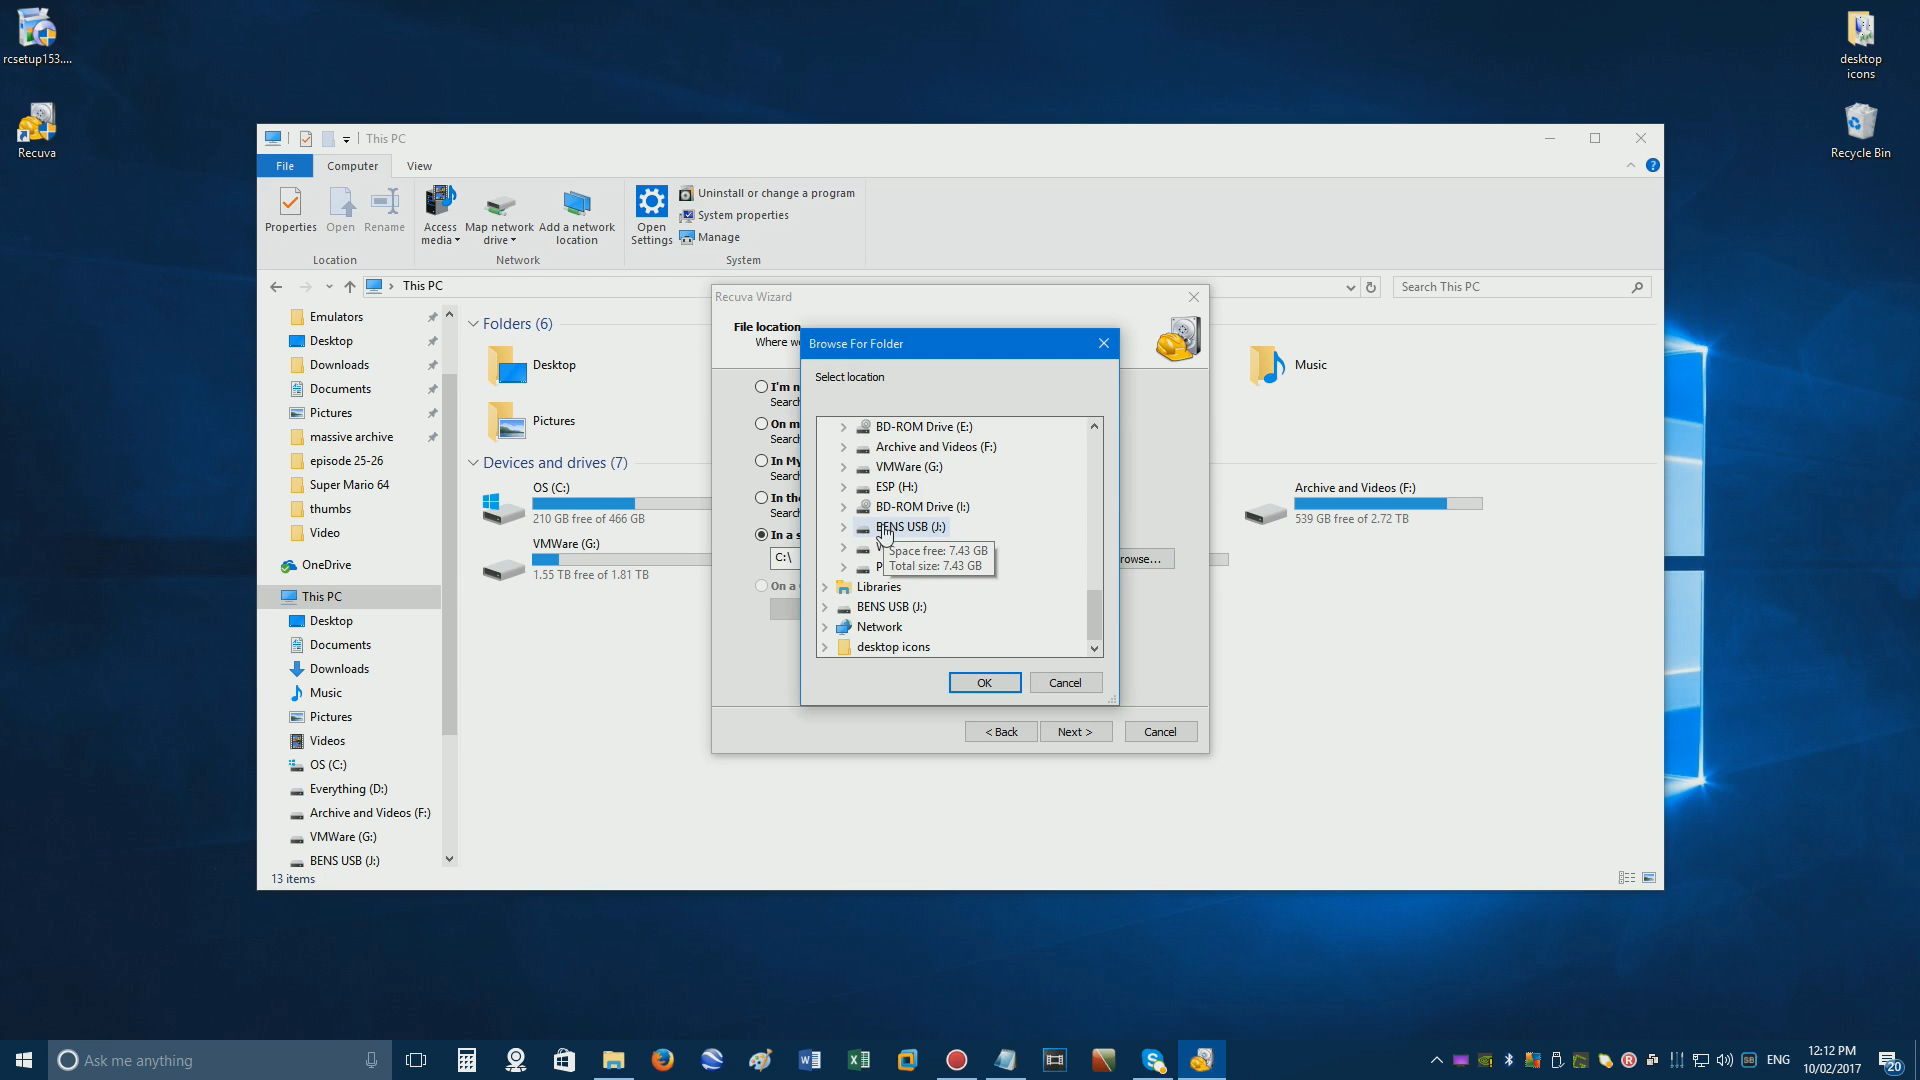 rcsetup153....
Recuva
desktop
icons
Recycle Bin
This PC
File
Computer
View
Properties
Open
Rename
Location
Access
media
Map network
drive
Add a network
location
Network
Open
Settings
Uninstall or change a program
System properties
Manage
System
This PC
Search This PC
Emulators
Desktop
Downloads
Documents
Pictures
massive archive
episode 25-26
Super Mario 64
thumbs
Video
OneDrive
This PC
Desktop
Documents
Downloads
Music
Pictures
Videos
OS (C:)
Everything (D:)
Archive and Videos (F:)
VMWare (G:)
BENS USB (J:)
13 items
Folders (6)
Desktop
Music
Pictures
Devices and drives (7)
OS (C:)
210 GB free of 466 GB
Archive and Videos (F:)
539 GB free of 2.72 TB
VMWare (G:)
1.55 TB free of 1.81 TB
Recuva Wizard
File location
Where w
I'm n
Searc
On m
Searc
In My
Searc
In the
Searc
In a s
C:\
rowse...
On a
< Back
Next >
Cancel
Browse For Folder
Select location
BD-ROM Drive (E:)
Archive and Videos (F:)
VMWare (G:)
ESP (H:)
BD-ROM Drive (I:)
BENS USB (J:)
Space free: 7.43 GB
Total size: 7.43 GB
P
Libraries
BENS USB (J:)
Network
desktop icons
OK
Cancel
Ask me anything
ENG
12:12 PM
10/02/2017
20